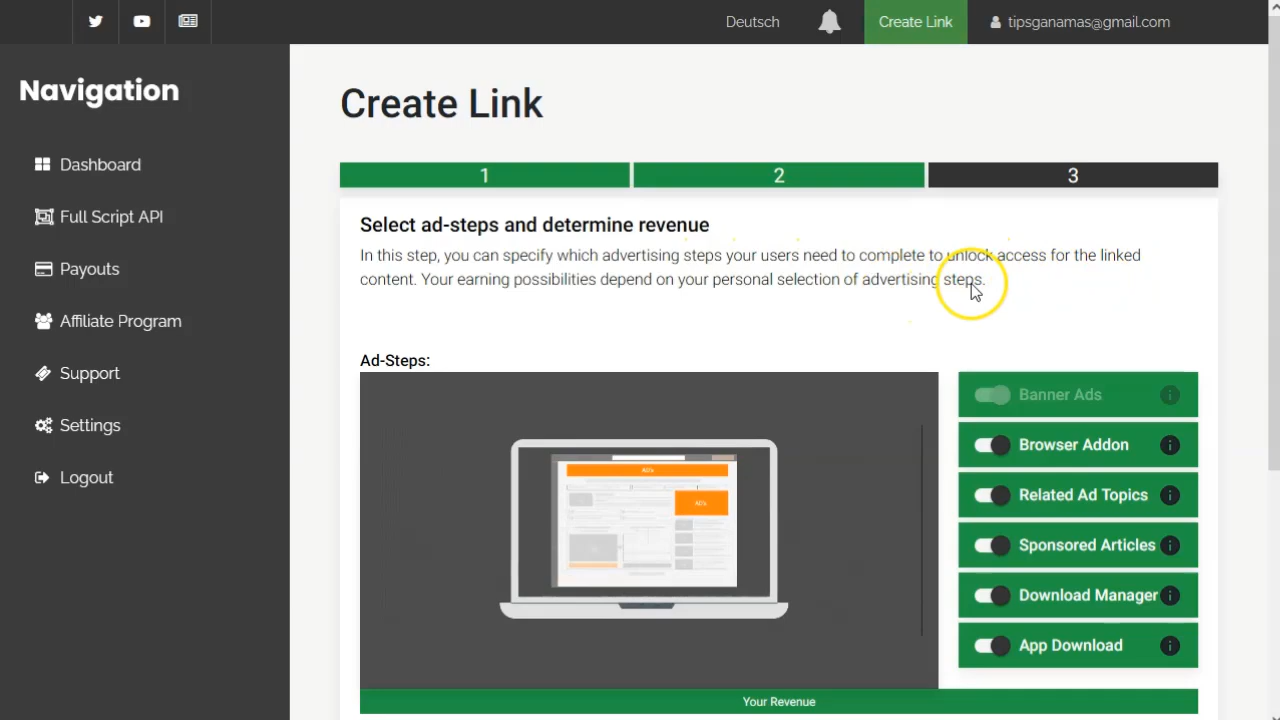 Deutsch
Create Link
tipsganamas@gmail.com
Navigation
Dashboard
Full Script API
Payouts
Affiliate Program
Support
Settings
Logout
Create Link
1
2
3
Select ad-steps and determine revenue
In this step, you can specify which advertising steps your users need to complete to unlock access for the linked
content. Your earning possibilities depend on your personal selection of advertising steps.
Ad-Steps:
AD's
AD's
Banner Ads
Browser Addon
Related Ad Topics
Sponsored Articles
Download Manager
App Download
Your Revenue